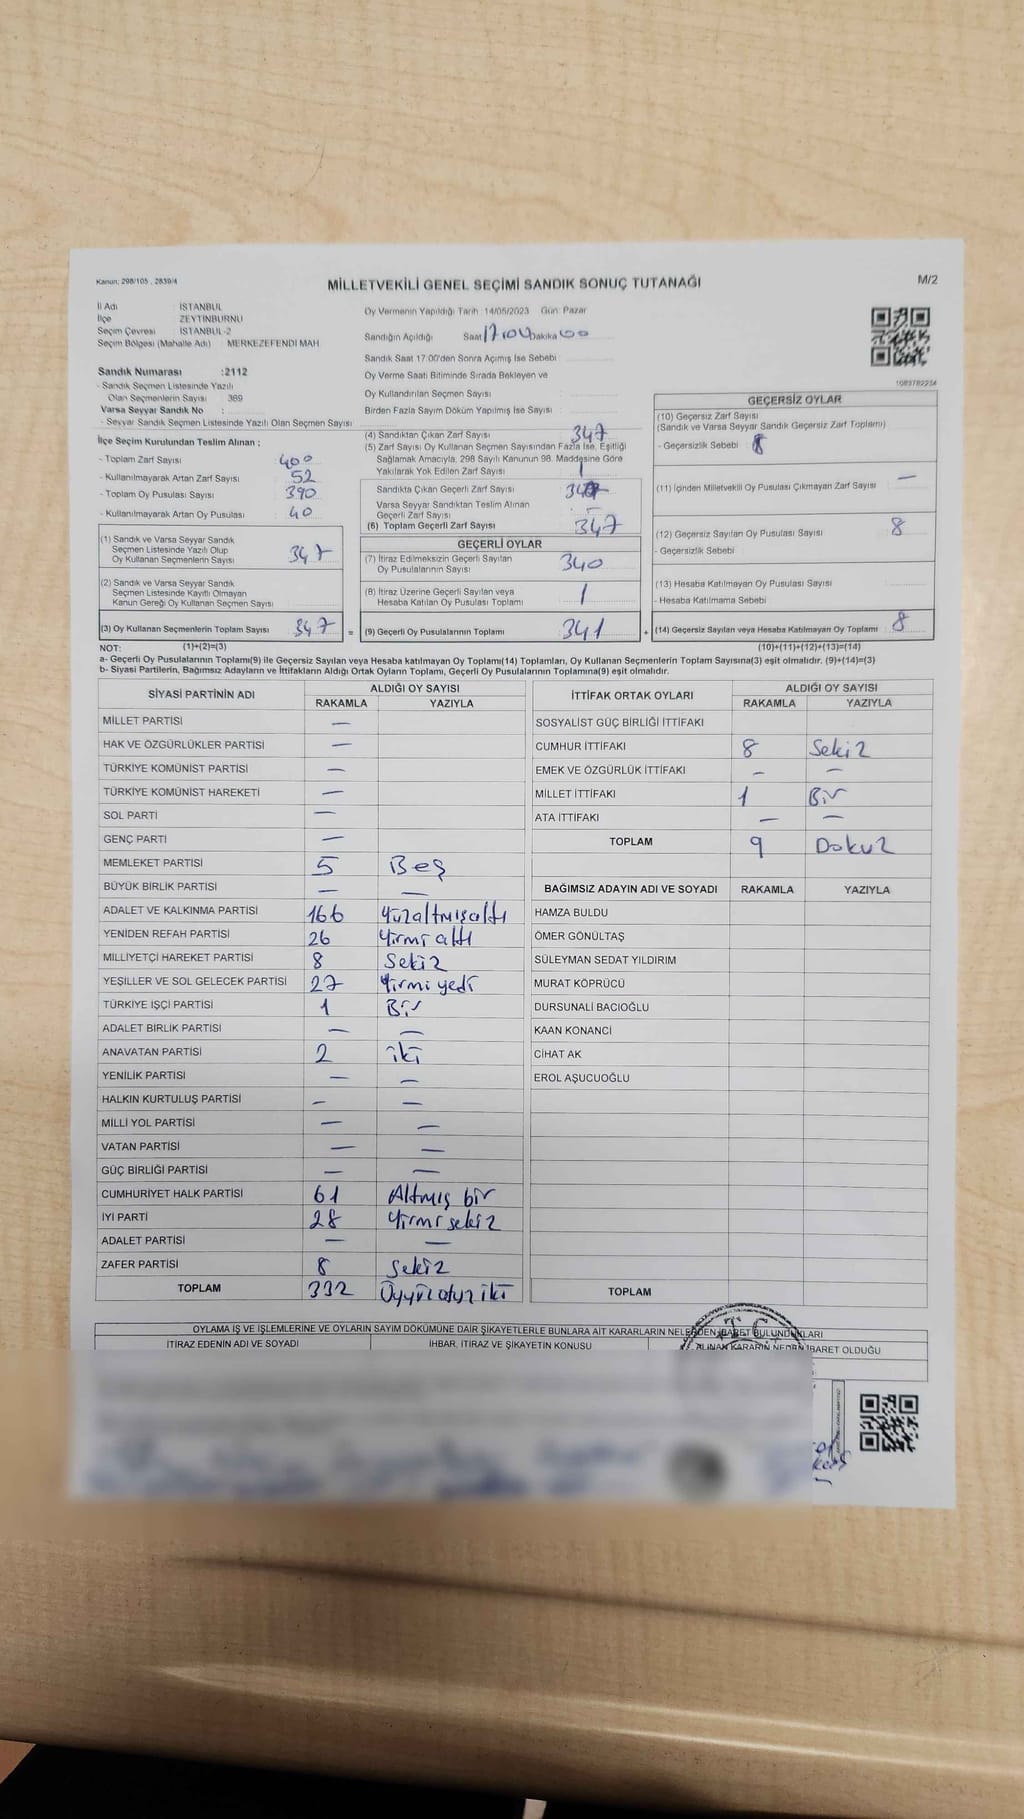 Kanun: 298/105 , 2839/4
MİLLETVEKİLİ GENEL SEÇİMİ SANDIK SONUÇ TUTANAĞI
M/2
İl Adı : İSTANBUL
İlçe : ZEYTİNBURNU
Seçim Çevresi : İSTANBUL-2
Seçim Bölgesi (Mahalle Adı) : MERKEZEFENDİ MAH
Sandık Numarası :2112
- Sandık Seçmen Listesinde Yazılı
Olan Seçmenlerin Sayısı : 369
Varsa Seyyar Sandık No :
- Seyyar Sandık Seçmen Listesinde Yazılı Olan Seçmen Sayısı :
Oy Vermenin Yapıldığı Tarih 14/05/2023 Gün: Pazar
Sandığın Açıldığı Saat 17:00 Dakika 00
Sandık Saat 17:00'den Sonra Açımış İse Sebebi :
Oy Verme Saati Bitiminde Sırada Bekleyen ve
Oy Kullandırılan Seçmen Sayısı :
Birden Fazla Sayım Döküm Yapılmış İse Sayısı :
1083782234
İlçe Seçim Kurulundan Teslim Alınan ;
- Toplam Zarf Sayısı : 400
- Kullanılmayarak Artan Zarf Sayısı : 52
- Toplam Oy Pusulası Sayısı : 390
- Kullanılmayarak Artan Oy Pusulası : 40
(1) Sandık ve Varsa Seyyar Sandık
Seçmen Listesinde Yazılı Olup
Oy Kullanan Seçmenlerin Sayısı : 347
(2) Sandık ve Varsa Seyyar Sandık
Seçmen Listesinde Kayıtlı Olmayan
Kanun Gereği Oy Kullanan Seçmen Sayısı :
(3) Oy Kullanan Seçmenlerin Toplam Sayısı : 347
(4) Sandıktan Çıkan Zarf Sayısı : 347
(5) Zarf Sayısı Oy Kullanan Seçmen Sayısından Fazla İse, Eşitliği
Sağlamak Amacıyla, 298 Sayılı Kanunun 98. Maddesine Göre
Yakılarak Yok Edilen Zarf Sayısı :
Sandıkta Çıkan Geçerli Zarf Sayısı : 347
Varsa Seyyar Sandıktan Teslim Alınan
Geçerli Zarf Sayısı : -
(6) Toplam Geçerli Zarf Sayısı : 347
GEÇERLİ OYLAR
(7) İtiraz Edilmeksizin Geçerli Sayılan
Oy Pusulalarının Sayısı : 340
(8) İtiraz Üzerine Geçerli Sayılan veya
Hesaba Katılan Oy Pusulası Toplamı : 1
= (9) Geçerli Oy Pusulalarının Toplamı : 341
GEÇERSİZ OYLAR
(10) Geçersiz Zarf Sayısı
(Sandık ve Varsa Seyyar Sandık Geçersiz Zarf Toplamı) :
- Geçersizlik Sebebi :
(11) İçinden Milletvekili Oy Pusulası Çıkmayan Zarf Sayısı : —
(12) Geçersiz Sayılan Oy Pusulası Sayısı : 8
- Geçersizlik Sebebi
(13) Hesaba Katılmayan Oy Pusulası Sayısı :
- Hesaba Katılmama Sebebi
+ (14) Geçersiz Sayılan veya Hesaba Katılmayan Oy Toplamı : 8
NOT: (1)+(2)=(3) (10)+(11)+(12)+(13)=(14)
a- Geçerli Oy Pusulalarının Toplamı(9) ile Geçersiz Sayılan veya Hesaba katılmayan Oy Toplamı(14) Toplamları, Oy Kullanan Seçmenlerin Toplam Sayısına(3) eşit olmalıdır. (9)+(14)=(3)
b- Siyasi Partilerin, Bağımsız Adayların ve İttifakların Aldığı Ortak Oyların Toplamı, Geçerli Oy Pusulalarının Toplamına(9) eşit olmalıdır.
SİYASİ PARTİNİN ADI ALDIĞI OY SAYISI
RAKAMLA YAZIYLA
MİLLET PARTİSİ —
HAK VE ÖZGÜRLÜKLER PARTİSİ —
TÜRKİYE KOMÜNİST PARTİSİ —
TÜRKİYE KOMÜNİST HAREKETİ —
SOL PARTİ —
GENÇ PARTİ —
MEMLEKET PARTİSİ 5 Beş
BÜYÜK BİRLİK PARTİSİ — —
ADALET VE KALKINMA PARTİSİ 166 Yüzaltmışaltı
YENİDEN REFAH PARTİSİ 26 Yirmi altı
MİLLİYETÇİ HAREKET PARTİSİ 8 Sekiz
YEŞİLLER VE SOL GELECEK PARTİSİ 27 Yirmi yedi
TÜRKİYE İŞÇİ PARTİSİ 1 Bir
ADALET BİRLİK PARTİSİ — —
ANAVATAN PARTİSİ 2 iki
YENİLİK PARTİSİ — —
HALKIN KURTULUŞ PARTİSİ — —
MİLLİ YOL PARTİSİ — —
VATAN PARTİSİ — —
GÜÇ BİRLİĞİ PARTİSİ — —
CUMHURİYET HALK PARTİSİ 61 Altmış bir
İYİ PARTİ 28 Yirmi sekiz
ADALET PARTİSİ — —
ZAFER PARTİSİ 8 Sekiz
TOPLAM 332
İTTİFAK ORTAK OYLARI ALDIĞI OY SAYISI
RAKAMLA YAZIYLA
SOSYALİST GÜÇ BİRLİĞİ İTTİFAKI
CUMHUR İTTİFAKI 8 Sekiz
EMEK VE ÖZGÜRLÜK İTTİFAKI — —
MİLLET İTTİFAKI 1 Bir
ATA İTTİFAKI — —
TOPLAM 9 Dokuz
BAĞIMSIZ ADAYIN ADI VE SOYADI RAKAMLA YAZIYLA
HAMZA BULDU
ÖMER GÖNÜLTAŞ
SÜLEYMAN SEDAT YILDIRIM
MURAT KÖPRÜCÜ
DURSUNALİ BACIOĞLU
KAAN KONANCİ
CİHAT AK
EROL AŞUCUOĞLU
TOPLAM
OYLAMA İŞ VE İŞLEMLERİNE VE OYLARIN SAYIM DÖKÜMÜNE DAİR ŞİKAYETLERLE BUNLARA AİT KARARLARIN NELERDEN İBARET BULUNDUKLARI
İTİRAZ EDENİN ADI VE SOYADI İHBAR, İTİRAZ VE ŞİKAYETİN KONUSU ALINAN KARARIN NEDEN İBARET OLDUĞU